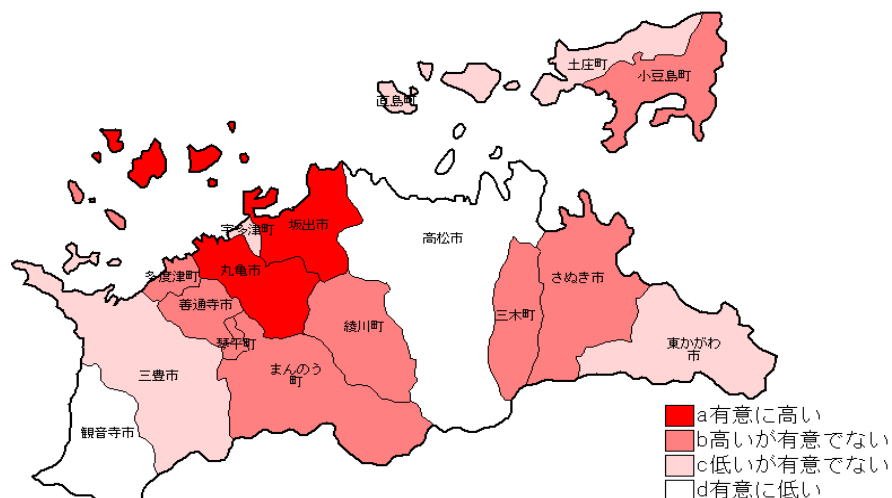 土庄町
小豆島町
直島町
宇多津町
坂出市
高松市
丸亀市
多度津町
さぬき市
善通寺市
綾川町
三木町
琴平町
東かがわ
市
まんのう
町
三豊市
観音寺市
a有意に高い
b高いが有意でない
c低いが有意でない
d有意に低い